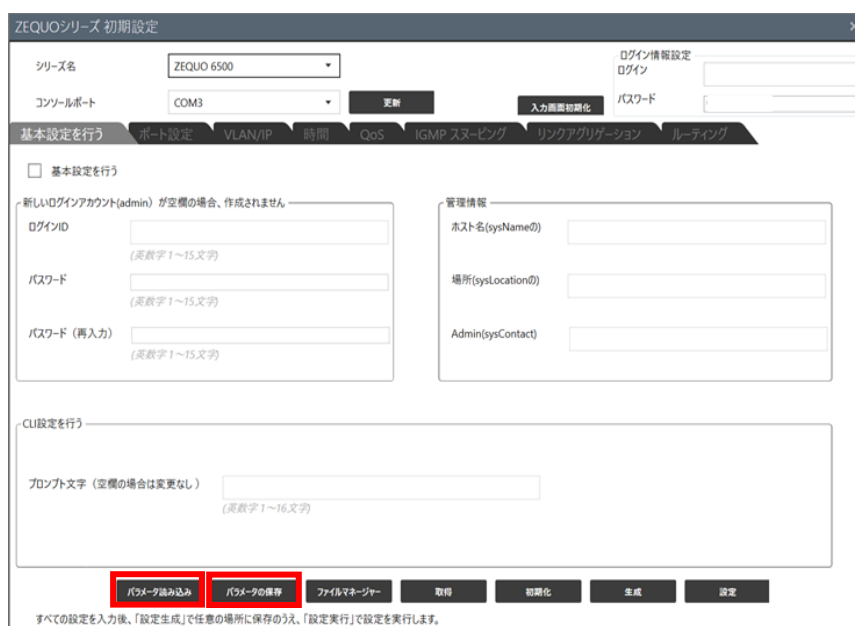 ZEQUOシリーズ 初期設定
シリーズ名
ZEQUO 6500
コンソールポート
COM3
更新
入力画面初期化
ログイン情報設定
ログイン
パスワード
基本設定を行う
ポート設定
VLAN/IP
時間
QoS
IGMP スヌーピング
リンクアグリゲーション
ルーティング
基本設定を行う
新しいログインアカウント(admin）が空欄の場合、作成されません
ログインID
(英数字１～15文字)
パスワード
(英数字１～15文字)
パスワード（再入力）
(英数字１～15文字)
管理情報
ホスト名(sysNameの)
場所(sysLocationの)
Admin(sysContact)
CLI設定を行う
プロンプト文字（空欄の場合は変更なし）
(英数字１～16文字)
パラメータ読み込み
パラメータの保存
ファイルマネージャー
取得
初期化
生成
設定
すべての設定を入力後、「設定生成」で任意の場所に保存のうえ、「設定実行」で設定を実行します。